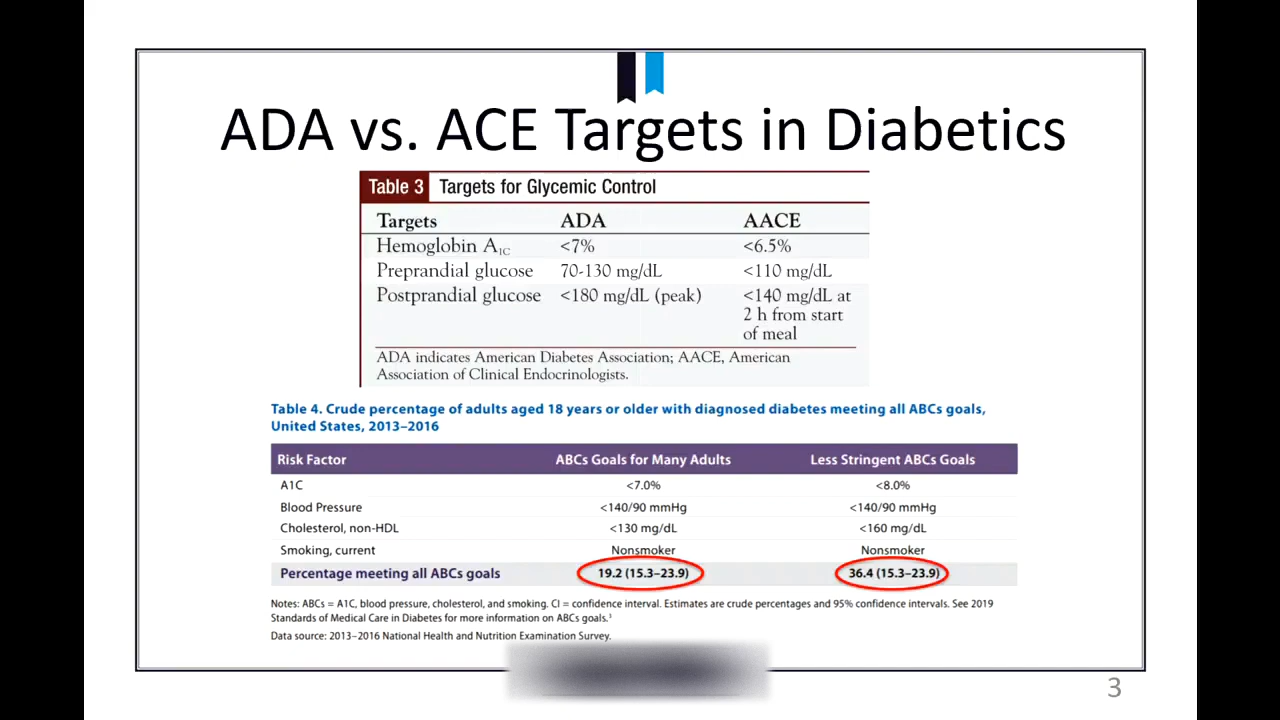 ADA vs. ACE Targets in Diabetics
Table 3 Targets for Glycemic Control
Targets ADA AACE
Hemoglobin A1C <7% <6.5%
Preprandial glucose 70-130 mg/dL <110 mg/dL
Postprandial glucose <180 mg/dL (peak) <140 mg/dL at
2 h from start
of meal
ADA indicates American Diabetes Association; AACE, American
Association of Clinical Endocrinologists.
Table 4. Crude percentage of adults aged 18 years or older with diagnosed diabetes meeting all ABCs goals,
United States, 2013–2016
Risk Factor ABCs Goals for Many Adults Less Stringent ABCs Goals
A1C <7.0% <8.0%
Blood Pressure <140/90 mmHg <140/90 mmHg
Cholesterol, non-HDL <130 mg/dL <160 mg/dL
Smoking, current Nonsmoker Nonsmoker
Percentage meeting all ABCs goals 19.2 (15.3–23.9) 36.4 (15.3–23.9)
Notes: ABCs = A1C, blood pressure, cholesterol, and smoking. CI = confidence interval. Estimates are crude percentages and 95% confidence intervals. See 2019
Standards of Medical Care in Diabetes for more information on ABCs goals.³
Data source: 2013–2016 National Health and Nutrition Examination Survey.
3